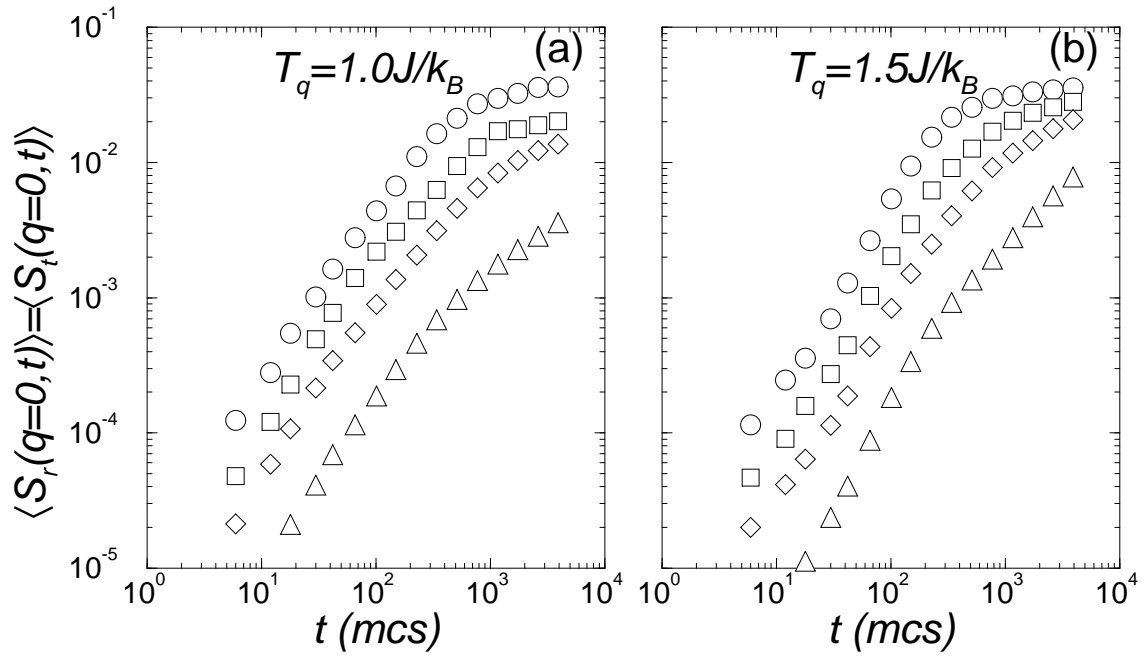 (a)
T_q=1.0J/k_B
(b)
T_q=1.5J/k_B
⟨S_r(q=0,t)⟩=⟨S_t(q=0,t)⟩
10^-1
10^-2
10^-3
10^-4
10^-5
10^0 10^1 10^2 10^3 10^4
10^0 10^1 10^2 10^3 10^4
t (mcs)
t (mcs)